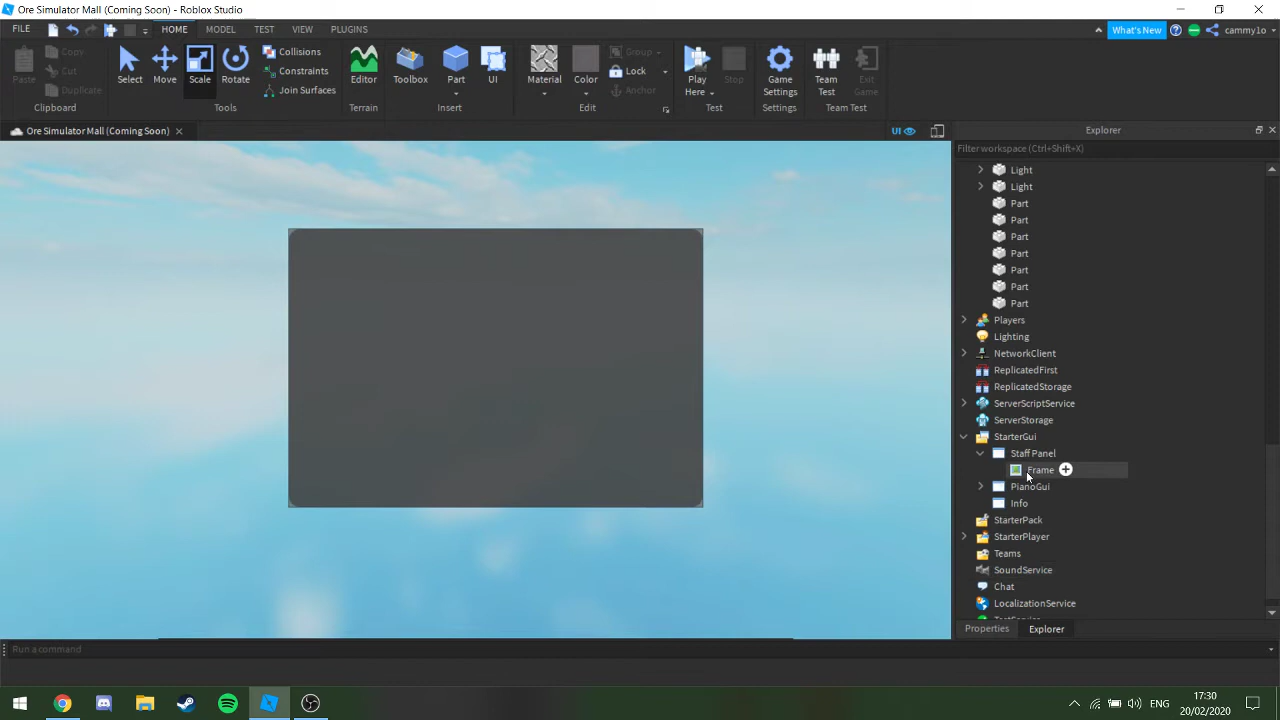 Ore Simulator Mall (Coming Soon) - Roblox Studio
FILE HOME MODEL TEST VIEW PLUGINS What's New cammy1o
Paste Copy Cut Duplicate Select Move Scale Rotate Collisions Constraints Join Surfaces Editor Toolbox Part UI Material Color Group Lock Anchor Play Here Stop Game Settings Team Test Exit Game
Clipboard Tools Terrain Insert Edit Test Settings Team Test
Ore Simulator Mall (Coming Soon) UI Explorer
Filter workspace (Ctrl+Shift+X)
Light
Light
Part
Part
Part
Part
Part
Part
Part
Players
Lighting
NetworkClient
ReplicatedFirst
ReplicatedStorage
ServerScriptService
ServerStorage
StarterGui
Staff Panel
Frame
PianoGui
Info
StarterPack
StarterPlayer
Teams
SoundService
Chat
LocalizationService
Properties Explorer
Run a command
ENG 17:30
20/02/2020